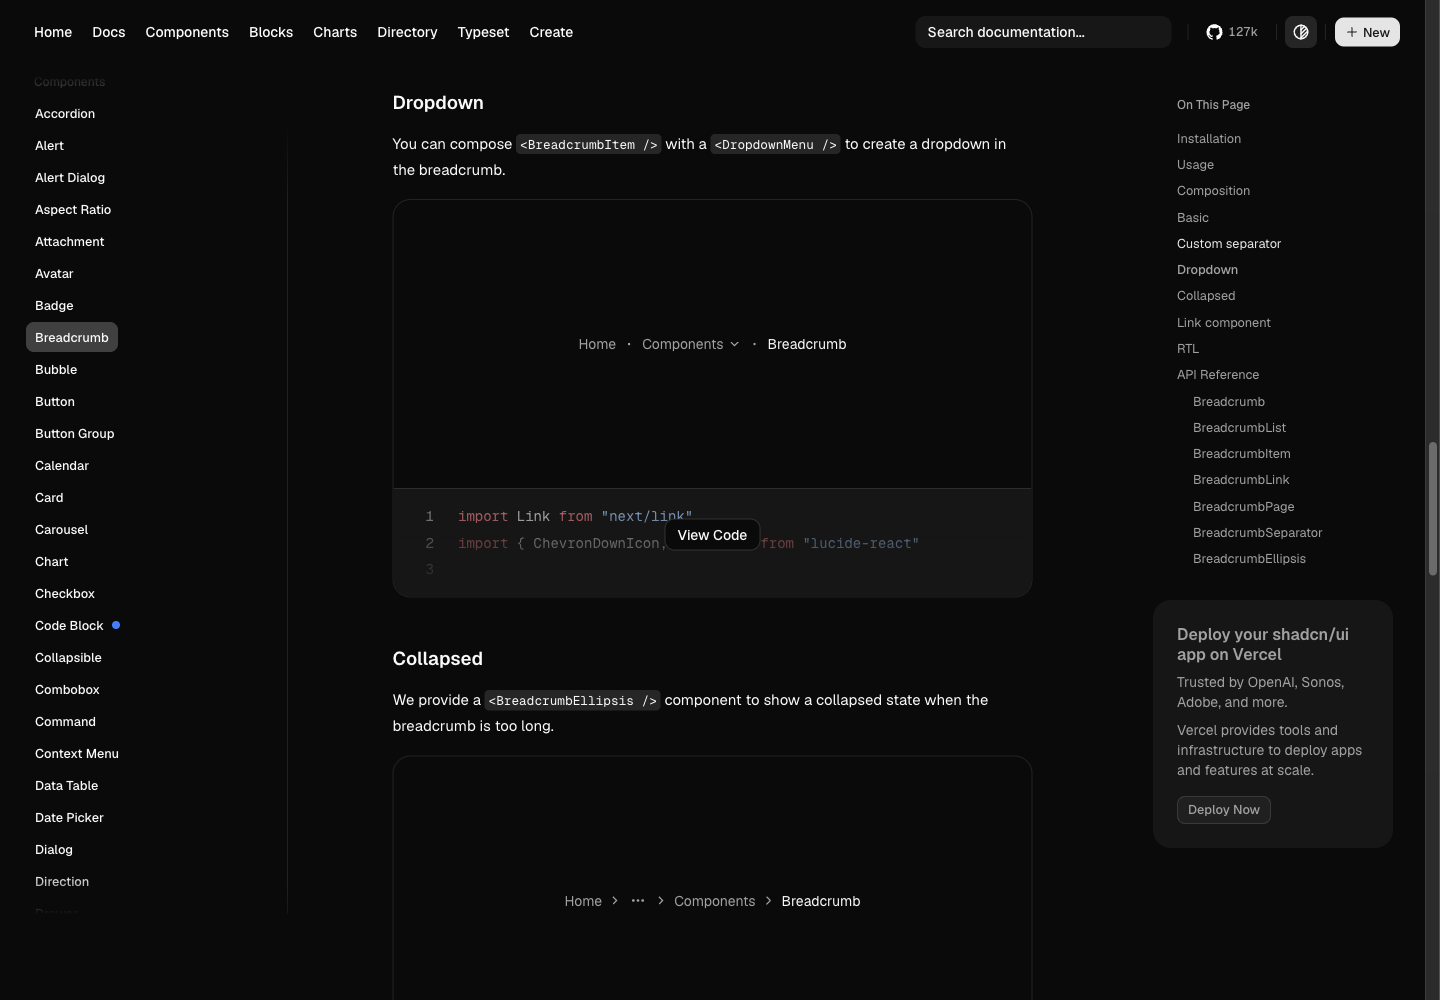 Home Docs Components Blocks Charts Directory Typeset Create
Search documentation...
127k
New
Components
Accordion
Alert
Alert Dialog
Aspect Ratio
Attachment
Avatar
Badge
Breadcrumb
Bubble
Button
Button Group
Calendar
Card
Carousel
Chart
Checkbox
Code Block
Collapsible
Combobox
Command
Context Menu
Data Table
Date Picker
Dialog
Direction
Dropdown
You can compose <BreadcrumbItem /> with a <DropdownMenu /> to create a dropdown in
the breadcrumb.
Home · Components · Breadcrumb
1 import Link from "next/link"
2 import { ChevronDownIcon, from "lucide-react"
3
View Code
Collapsed
We provide a <BreadcrumbEllipsis /> component to show a collapsed state when the
breadcrumb is too long.
Home > ··· > Components > Breadcrumb
On This Page
Installation
Usage
Composition
Basic
Custom separator
Dropdown
Collapsed
Link component
RTL
API Reference
Breadcrumb
BreadcrumbList
BreadcrumbItem
BreadcrumbLink
BreadcrumbPage
BreadcrumbSeparator
BreadcrumbEllipsis
Deploy your shadcn/ui
app on Vercel
Trusted by OpenAI, Sonos,
Adobe, and more.
Vercel provides tools and
infrastructure to deploy apps
and features at scale.
Deploy Now